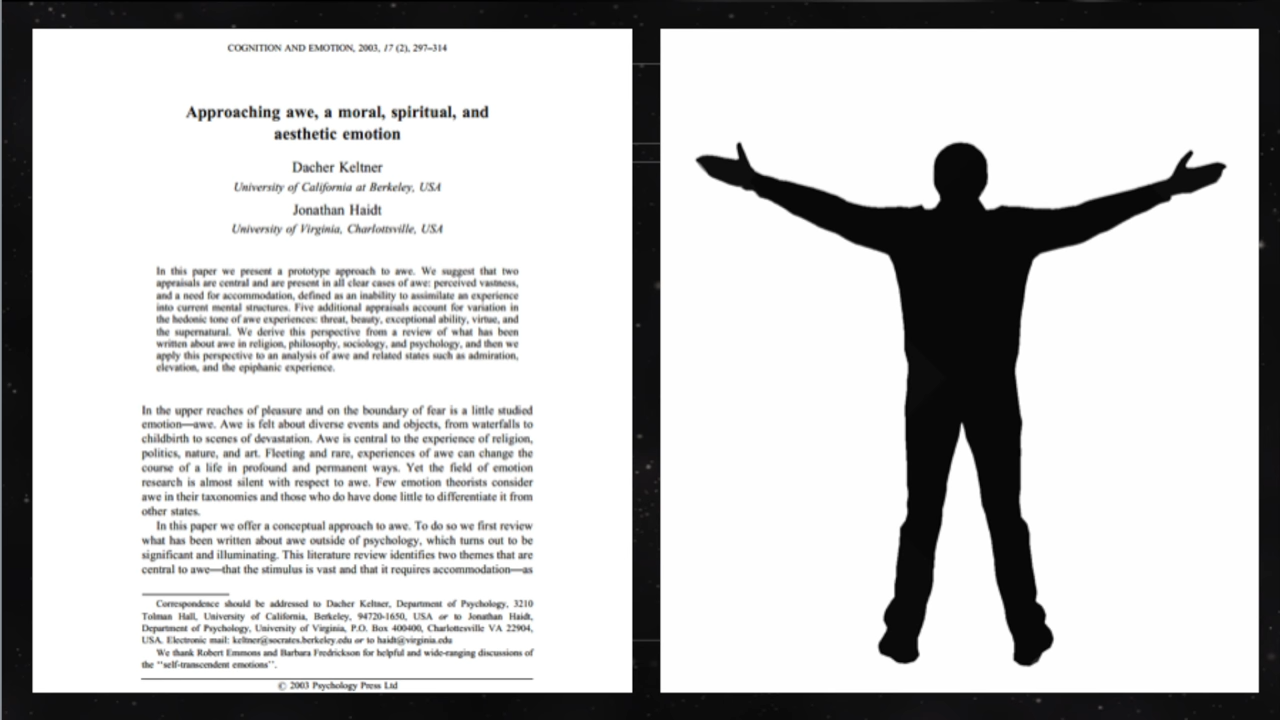 COGNITION AND EMOTION, 2003, 17 (2), 297–314
Approaching awe, a moral, spiritual, and
aesthetic emotion
Dacher Keltner
University of California at Berkeley, USA
Jonathan Haidt
University of Virginia, Charlottsville, USA
In this paper we present a prototype approach to awe. We suggest that two
appraisals are central and are present in all clear cases of awe: perceived vastness,
and a need for accommodation, defined as an inability to assimilate an experience
into current mental structures. Five additional appraisals account for variation in
the hedonic tone of awe experiences: threat, beauty, exceptional ability, virtue, and
the supernatural. We derive this perspective from a review of what has been
written about awe in religion, philosophy, sociology, and psychology, and then we
apply this perspective to an analysis of awe and related states such as admiration,
elevation, and the epiphanic experience.
In the upper reaches of pleasure and on the boundary of fear is a little studied
emotion—awe. Awe is felt about diverse events and objects, from waterfalls to
childbirth to scenes of devastation. Awe is central to the experience of religion,
politics, nature, and art. Fleeting and rare, experiences of awe can change the
course of a life in profound and permanent ways. Yet the field of emotion
research is almost silent with respect to awe. Few emotion theorists consider
awe in their taxonomies and those who do have done little to differentiate it from
other states.
In this paper we offer a conceptual approach to awe. To do so we first review
what has been written about awe outside of psychology, which turns out to be
significant and illuminating. This literature review identifies two themes that are
central to awe—that the stimulus is vast and that it requires accommodation—as
Correspondence should be addressed to Dacher Keltner, Department of Psychology, 3210
Tolman Hall, University of California, Berkeley, 94720-1650, USA or to Jonathan Haidt,
Department of Psychology, University of Virginia, P.O. Box 400400, Charlottesville VA 22904,
USA. Electronic mail: keltner@socrates.berkeley.edu or to haidt@virginia.edu
We thank Robert Emmons and Barbara Fredrickson for helpful and wide-ranging discussions of
the "self-transcendent emotions".
© 2003 Psychology Press Ltd